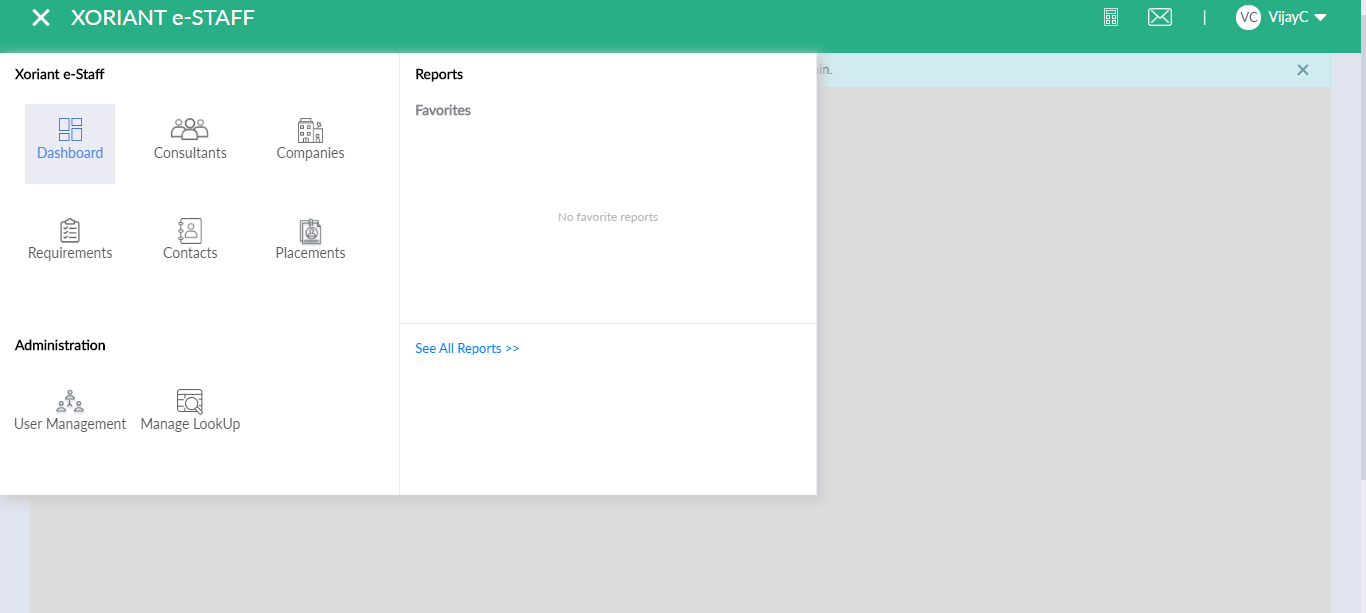 XORIANT e-STAFF
|
VC VijayC
Xoriant e-Staff
Dashboard
Consultants
Companies
Requirements
Contacts
Placements
Administration
User Management
Manage LookUp
Reports
Favorites
No favorite reports
See All Reports >>